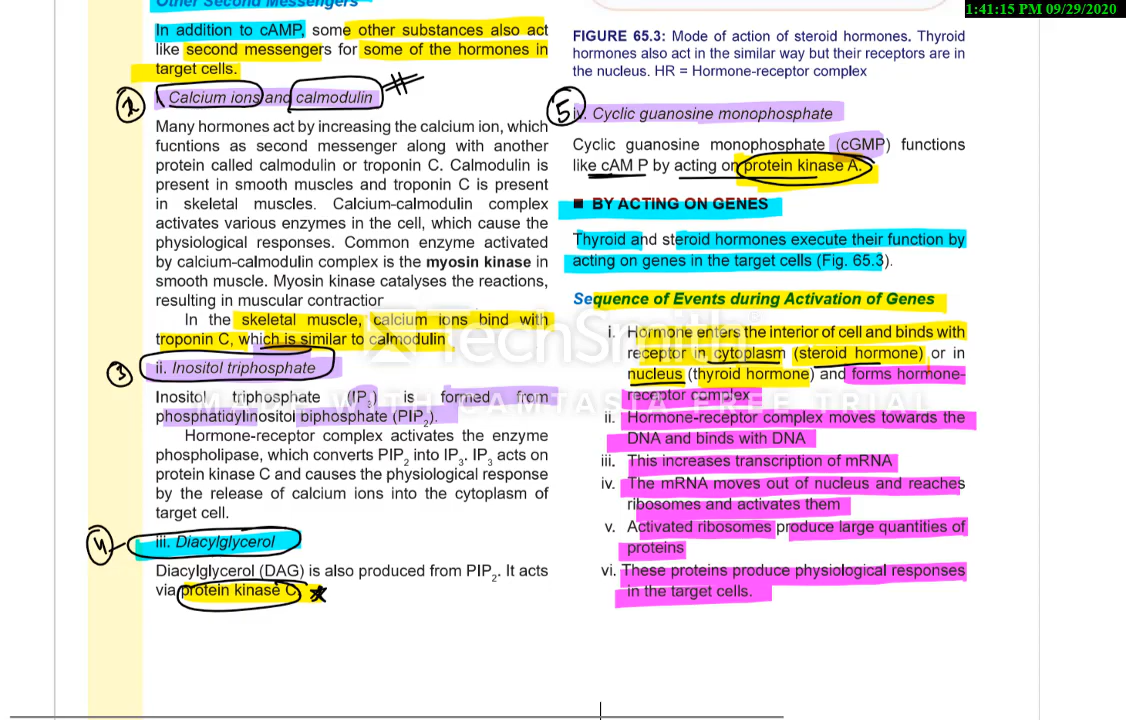 1:41:15 PM 09/29/2020
Other Second Messengers
In addition to cAMP, some other substances also act
like second messengers for some of the hormones in
target cells.
2
i. Calcium ions and calmodulin
Many hormones act by increasing the calcium ion, which
fucntions as second messenger along with another
protein called calmodulin or troponin C. Calmodulin is
present in smooth muscles and troponin C is present
in skeletal muscles. Calcium-calmodulin complex
activates various enzymes in the cell, which cause the
physiological responses. Common enzyme activated
by calcium-calmodulin complex is the myosin kinase in
smooth muscle. Myosin kinase catalyses the reactions,
resulting in muscular contraction
In the skeletal muscle, calcium ions bind with
troponin C, which is similar to calmodulin
3
ii. Inositol triphosphate
Inositol triphosphate (IP3) is formed from
phosphatidylinositol biphosphate (PIP2).
Hormone-receptor complex activates the enzyme
phospholipase, which converts PIP2 into IP3. IP3 acts on
protein kinase C and causes the physiological response
by the release of calcium ions into the cytoplasm of
target cell.
4
iii. Diacylglycerol
Diacylglycerol (DAG) is also produced from PIP2. It acts
via protein kinase C.
FIGURE 65.3: Mode of action of steroid hormones. Thyroid
hormones also act in the similar way but their receptors are in
the nucleus. HR = Hormone-receptor complex
5
iv. Cyclic guanosine monophosphate
Cyclic guanosine monophosphate (cGMP) functions
like cAM P by acting on protein kinase A.
■ BY ACTING ON GENES
Thyroid and steroid hormones execute their function by
acting on genes in the target cells (Fig. 65.3).
Sequence of Events during Activation of Genes
i. Hormone enters the interior of cell and binds with
receptor in cytoplasm (steroid hormone) or in
nucleus (thyroid hormone) and forms hormone-
receptor complex
ii. Hormone-receptor complex moves towards the
DNA and binds with DNA
iii. This increases transcription of mRNA
iv. The mRNA moves out of nucleus and reaches
ribosomes and activates them
v. Activated ribosomes produce large quantities of
proteins
vi. These proteins produce physiological responses
in the target cells.
TechSmith
MADE WITH CAMTASIA FREE TRIAL